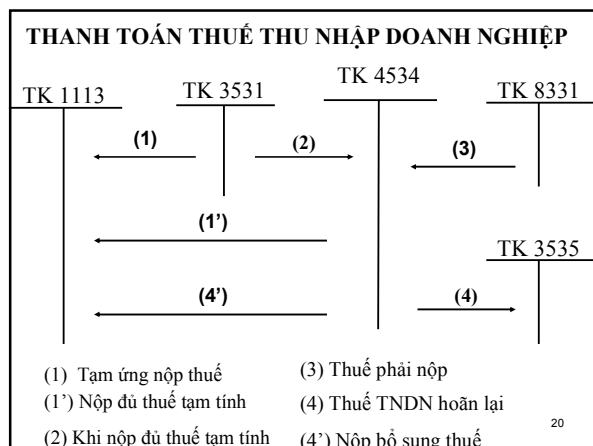 THANH TOÁN THUẾ THU NHẬP DOANH NGHIỆP
TK 1113
TK 3531
TK 4534
TK 8331
(1)
(2)
(3)
(1’)
TK 3535
(4’)
(4)
(1) Tạm ứng nộp thuế
(1’) Nộp đủ thuế tạm tính
(2) Khi nộp đủ thuế tạm tính
(3) Thuế phải nộp
(4) Thuế TNDN hoãn lại
(4’) Nộp bổ sung thuế
20